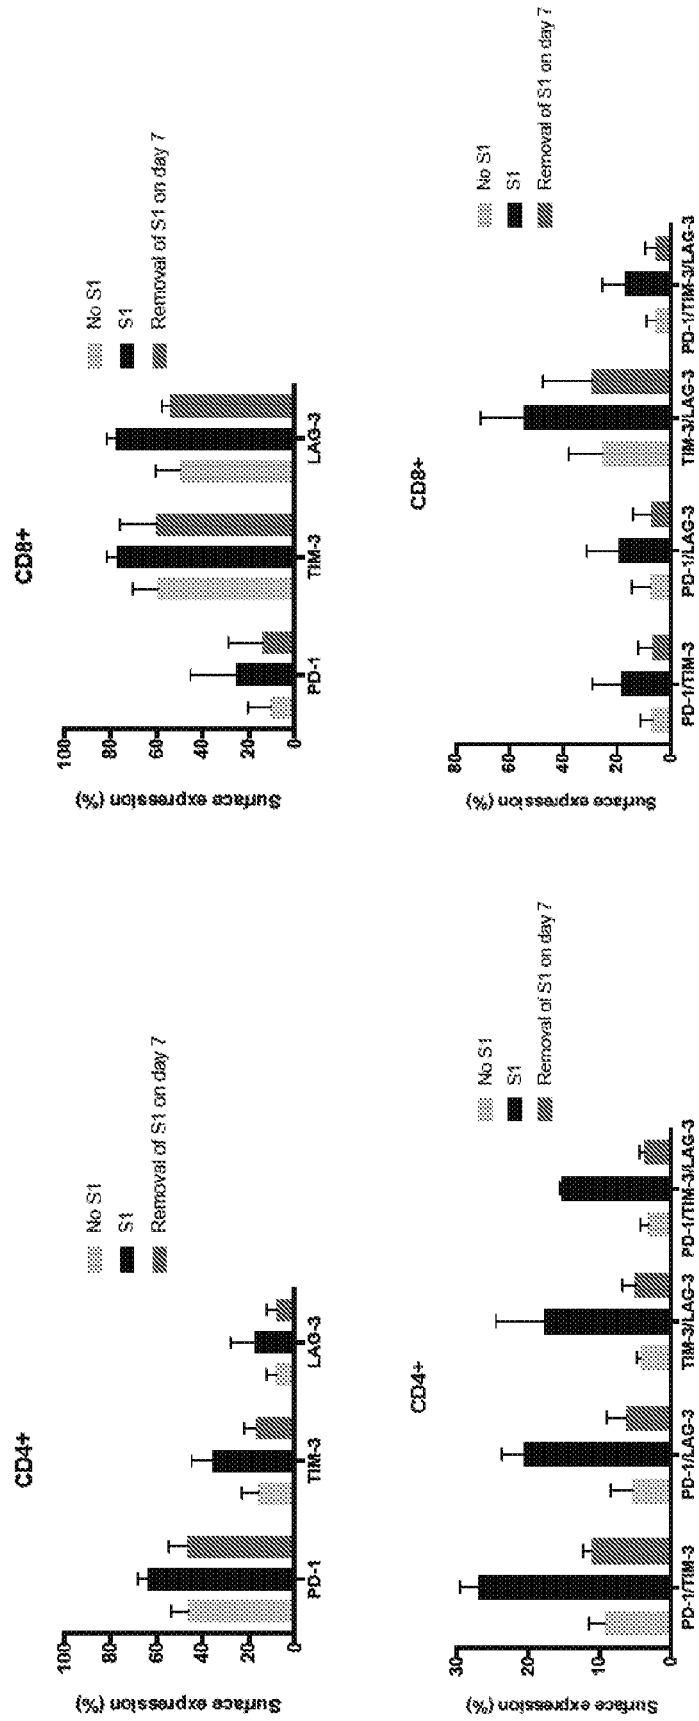 CD4+
Surface expression (%)
100
80
60
40
20
0
PD-1
TIM-3
LAG-3
No S1
S1
Removal of S1 on day 7
CD8+
Surface expression (%)
100
80
60
40
20
0
PD-1
TIM-3
LAG-3
No S1
S1
Removal of S1 on day 7
CD4+
Surface expression (%)
30
20
10
0
PD-1/TIM-3
PD-1/LAG-3
TIM-3/LAG-3
PD-1/TIM-3/LAG-3
No S1
S1
Removal of S1 on day 7
CD8+
Surface expression (%)
80
60
40
20
0
PD-1/TIM-3
PD-1/LAG-3
TIM-3/LAG-3
PD-1/TIM-3/LAG-3
No S1
S1
Removal of S1 on day 7